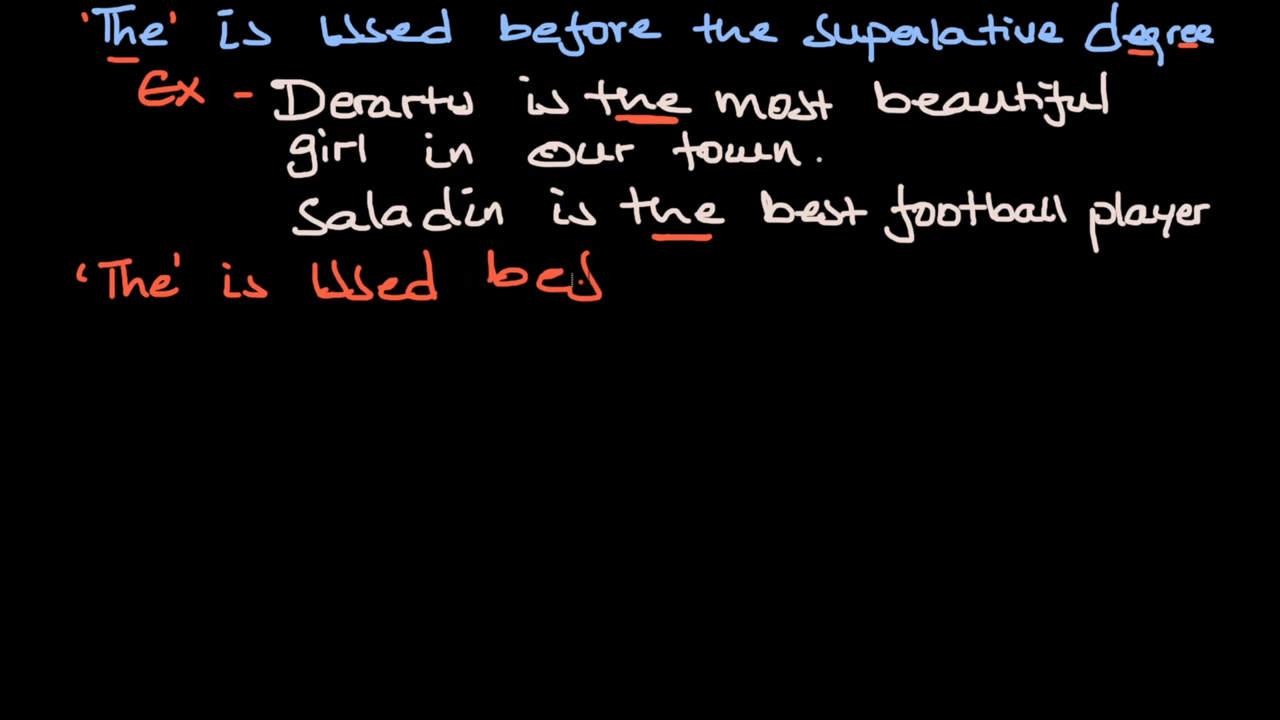 'The' is used before the superlative degree
Ex - Derartu is the most beautiful
girl in our town.
Saladin is the best football player
'The' is used bef